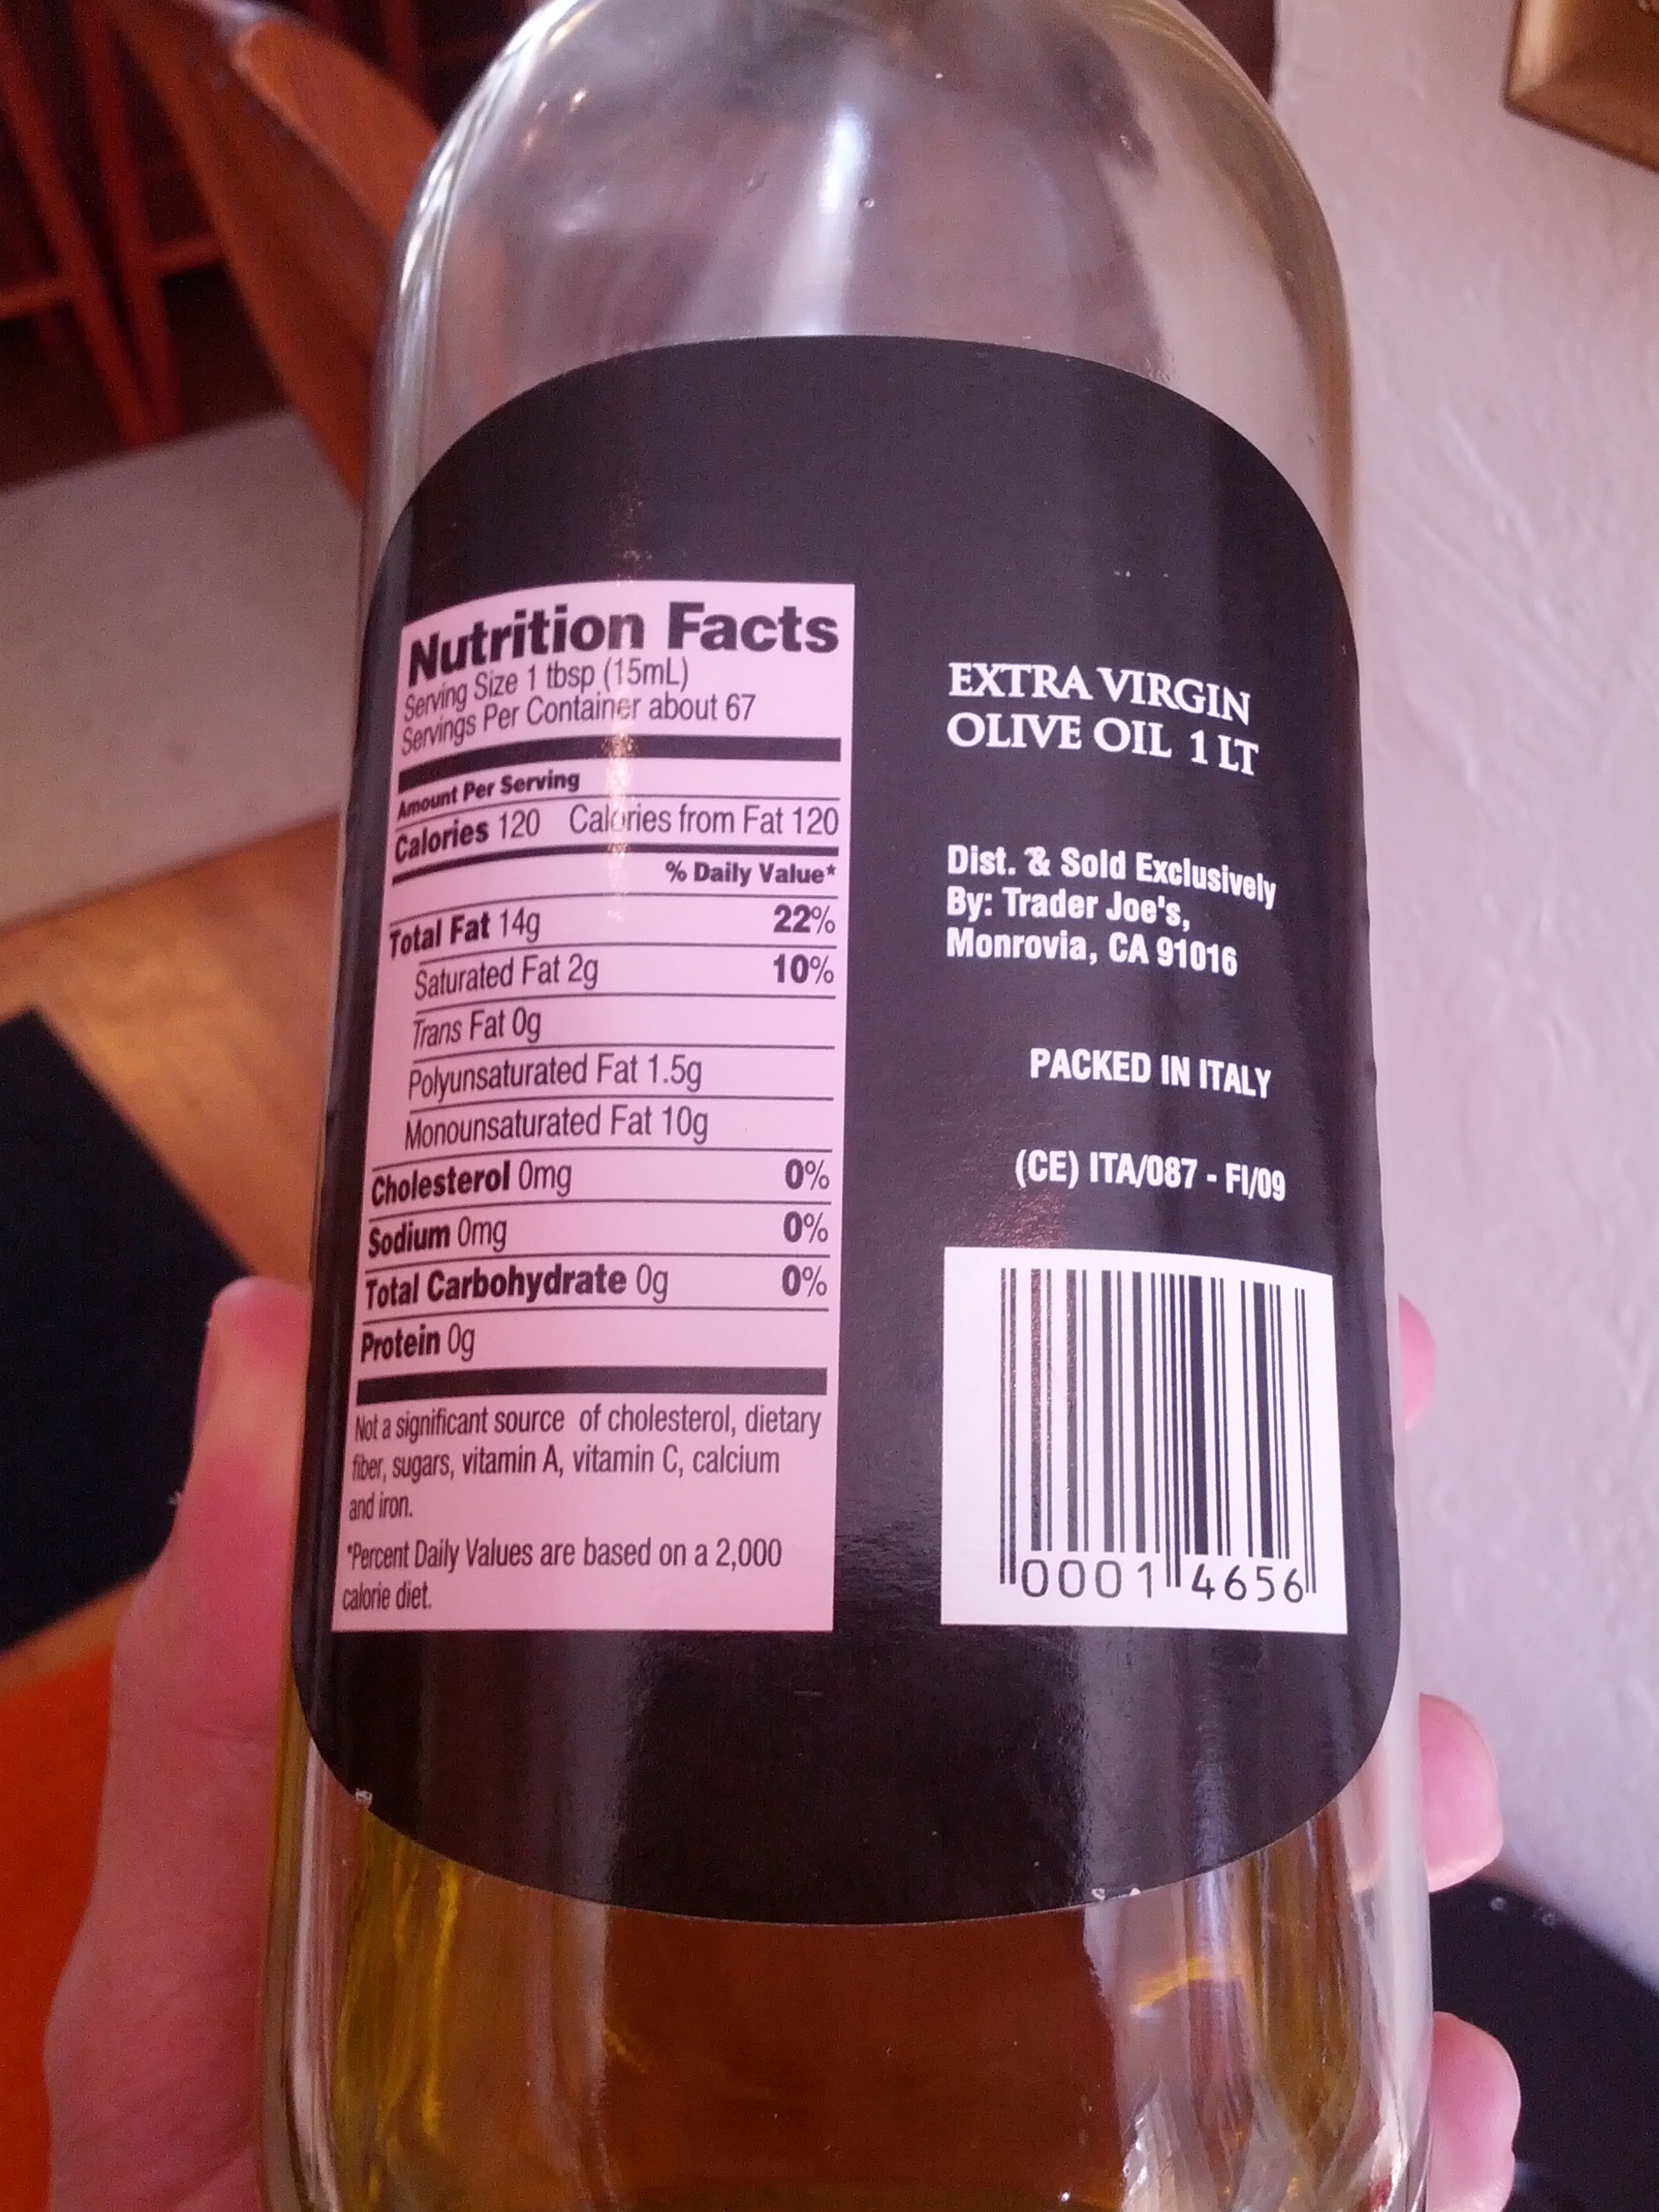 Nutrition Facts
Serving Size 1 tbsp (15mL)
Servings Per Container about 67
Amount Per Serving
Calories 120 Calories from Fat 120
% Daily Value*
Total Fat 14g 22%
Saturated Fat 2g 10%
Trans Fat 0g
Polyunsaturated Fat 1.5g
Monounsaturated Fat 10g
Cholesterol 0mg 0%
Sodium 0mg 0%
Total Carbohydrate 0g 0%
Protein 0g
Not a significant source of cholesterol, dietary
fiber, sugars, vitamin A, vitamin C, calcium
and iron.
*Percent Daily Values are based on a 2,000
calorie diet.
EXTRA VIRGIN
OLIVE OIL 1 LT
Dist. & Sold Exclusively
By: Trader Joe's,
Monrovia, CA 91016
PACKED IN ITALY
(CE) ITA/087 - FI/09
0001 4656